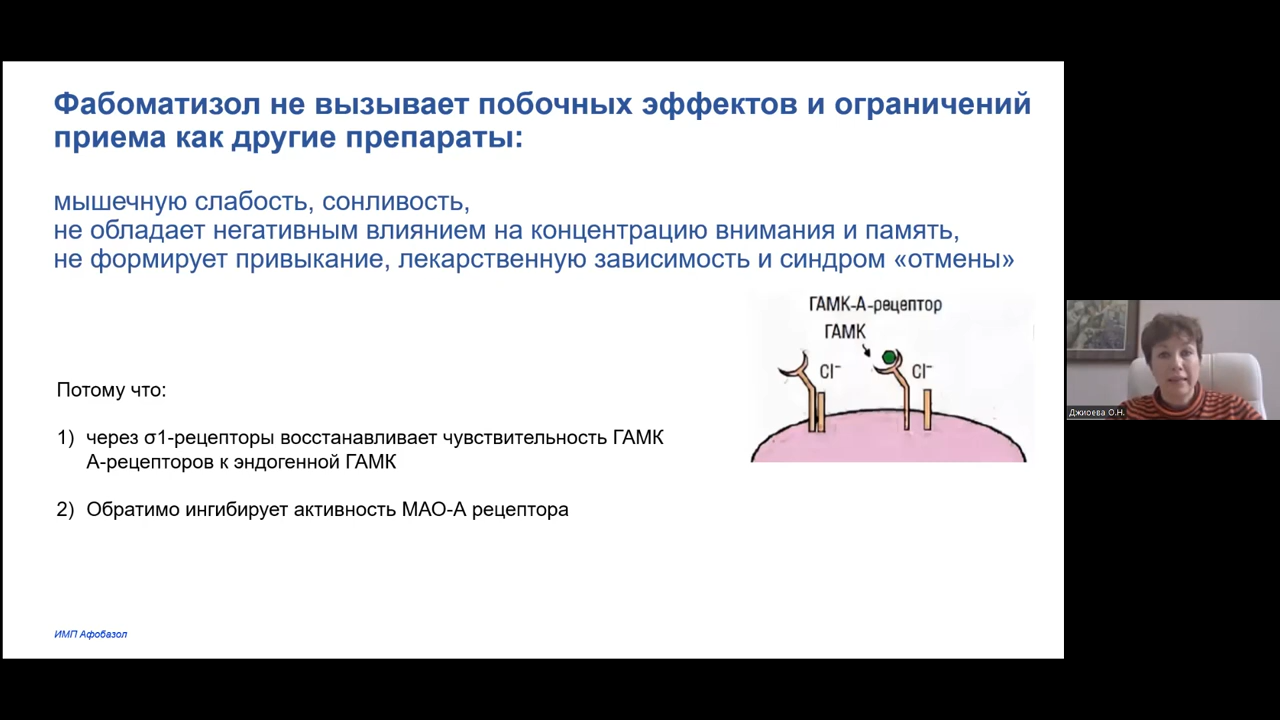 Фабоматизол не вызывает побочных эффектов и ограничений
приема как другие препараты:
мышечную слабость, сонливость,
не обладает негативным влиянием на концентрацию внимания и память,
не формирует привыкание, лекарственную зависимость и синдром «отмены»
ГАМК-А-рецептор
ГАМК
Cl⁻
Cl⁻
Потому что:
1) через σ1-рецепторы восстанавливает чувствительность ГАМК
А-рецепторов к эндогенной ГАМК
2) Обратимо ингибирует активность МАО-А рецептора
ИМП Афобазол
Джиоева О.Н.